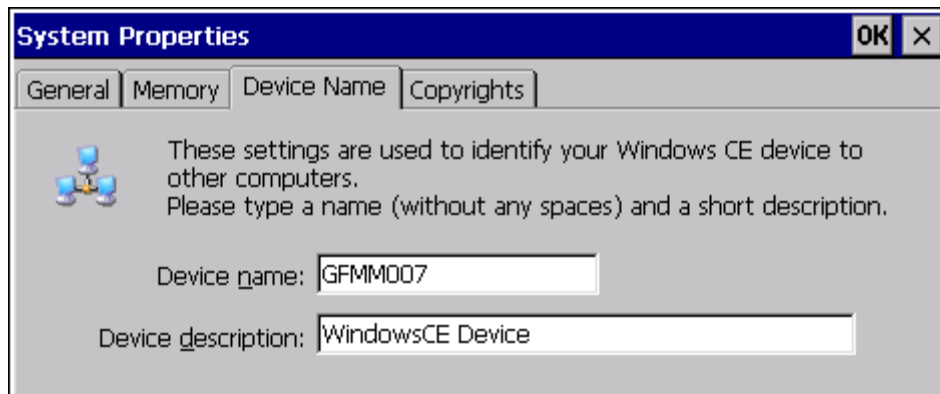 System Properties OK ×
General Memory Device Name Copyrights
These settings are used to identify your Windows CE device to
other computers.
Please type a name (without any spaces) and a short description.
Device name: GFMM007
Device description: WindowsCE Device